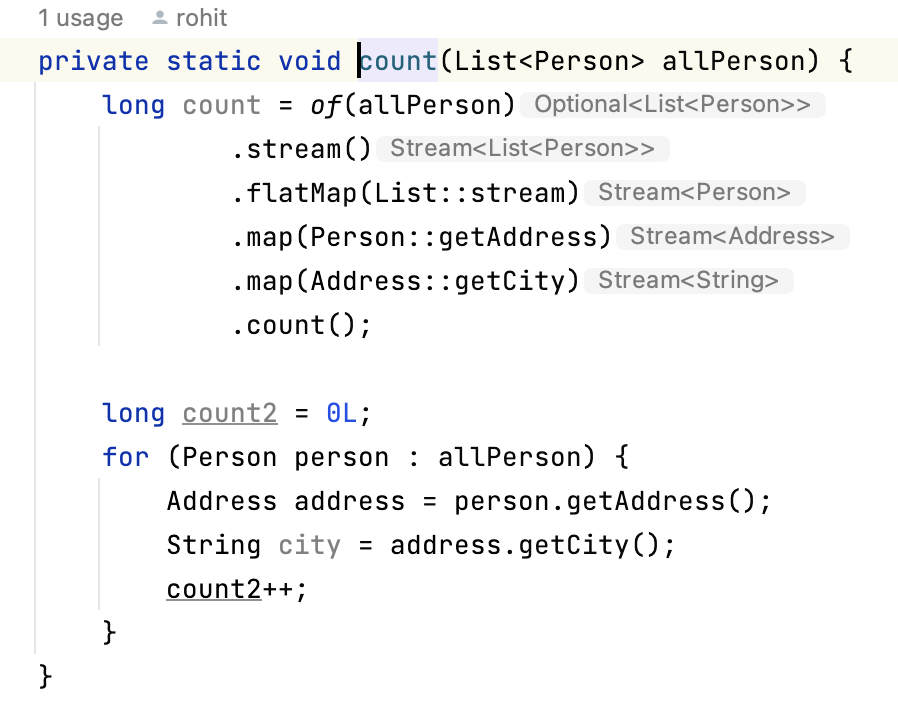 1 usage rohit
private static void count(List<Person> allPerson) {
long count = of(allPerson) Optional<List<Person>>
.stream() Stream<List<Person>>
.flatMap(List::stream) Stream<Person>
.map(Person::getAddress) Stream<Address>
.map(Address::getCity) Stream<String>
.count();
long count2 = 0L;
for (Person person : allPerson) {
Address address = person.getAddress();
String city = address.getCity();
count2++;
}
}